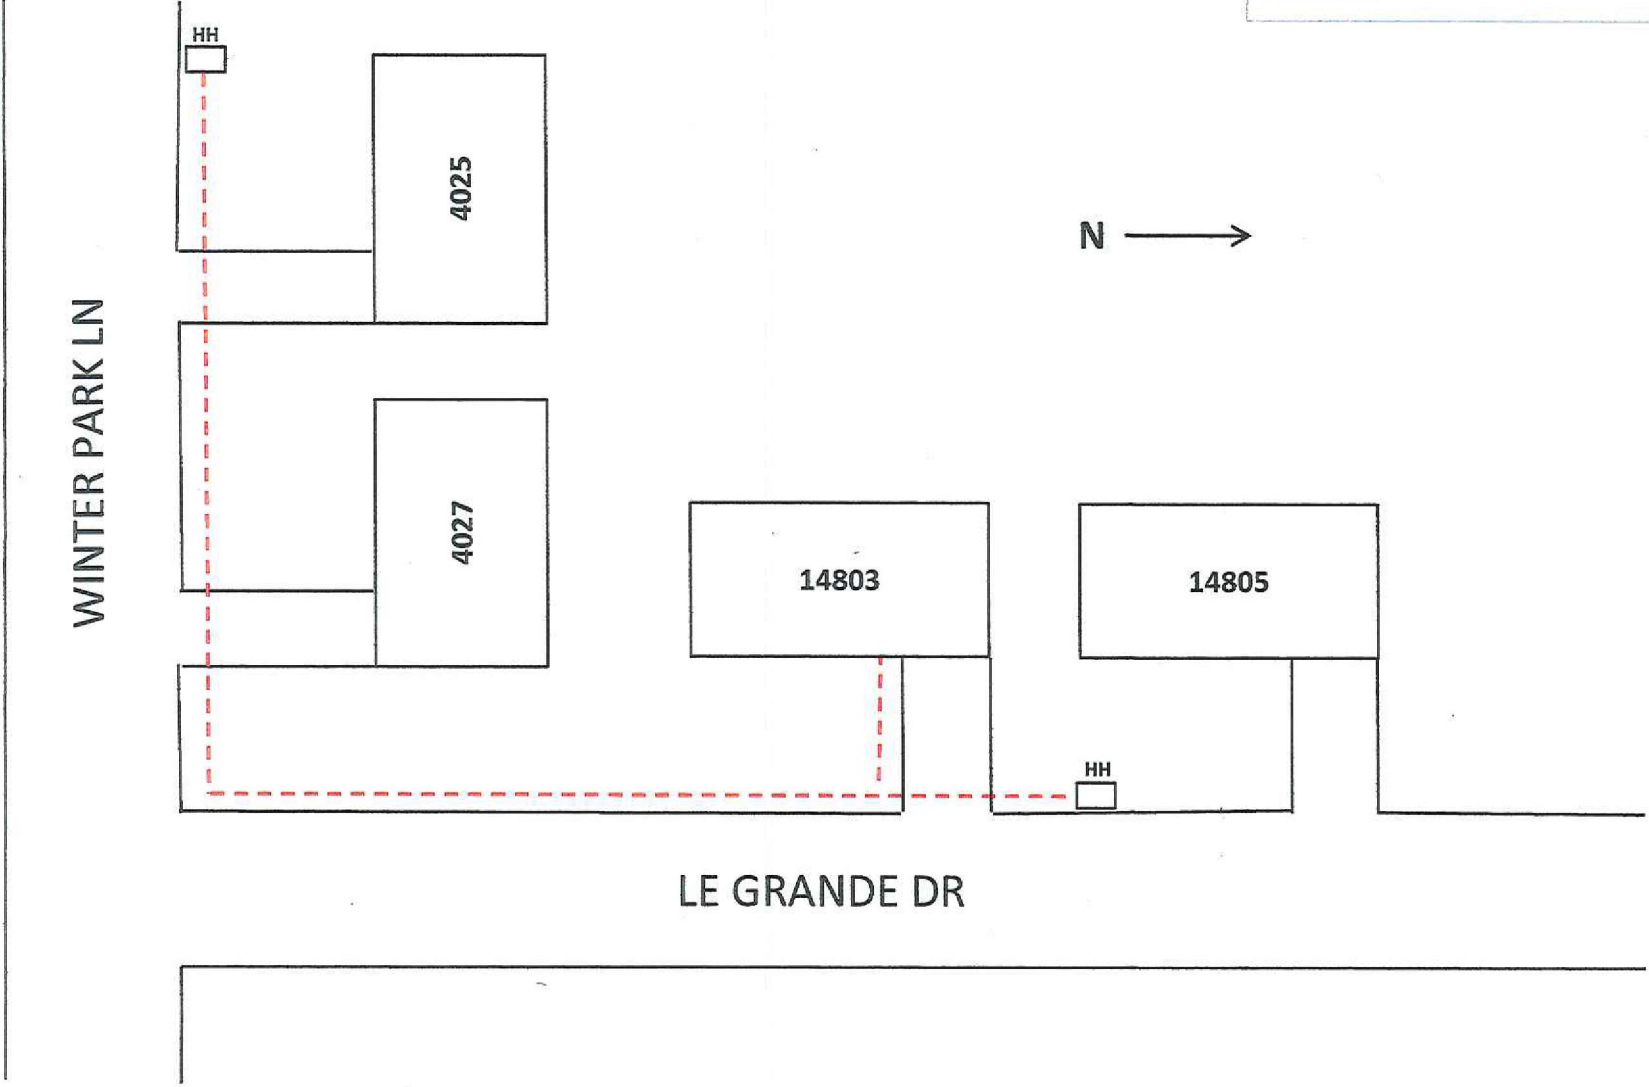 HH
4025
N
WINTER PARK LN
4027
14803
14805
HH
LE GRANDE DR